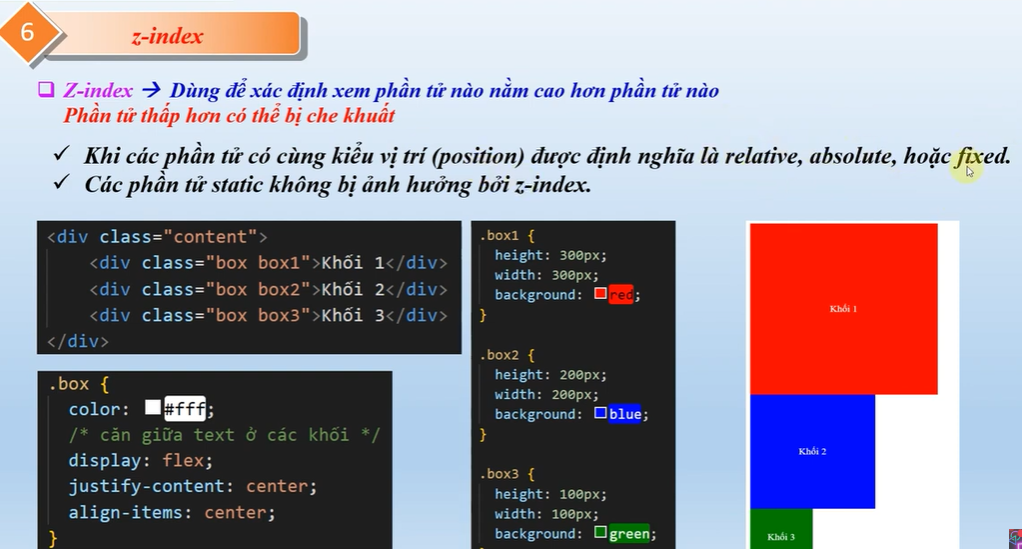 6
z-index
Z-index → Dùng để xác định xem phần tử nào nằm cao hơn phần tử nào
Phần tử thấp hơn có thể bị che khuất
✓ Khi các phần tử có cùng kiểu vị trí (position) được định nghĩa là relative, absolute, hoặc fixed.
✓ Các phần tử static không bị ảnh hưởng bởi z-index.
<div class="content">
<div class="box box1">Khối 1</div>
<div class="box box2">Khối 2</div>
<div class="box box3">Khối 3</div>
</div>
.box {
color: #fff;
/* căn giữa text ở các khối */
display: flex;
justify-content: center;
align-items: center;
}
.box1 {
height: 300px;
width: 300px;
background: red;
}
.box2 {
height: 200px;
width: 200px;
background: blue;
}
.box3 {
height: 100px;
width: 100px;
background: green;
Khối 1
Khối 2
Khối 3